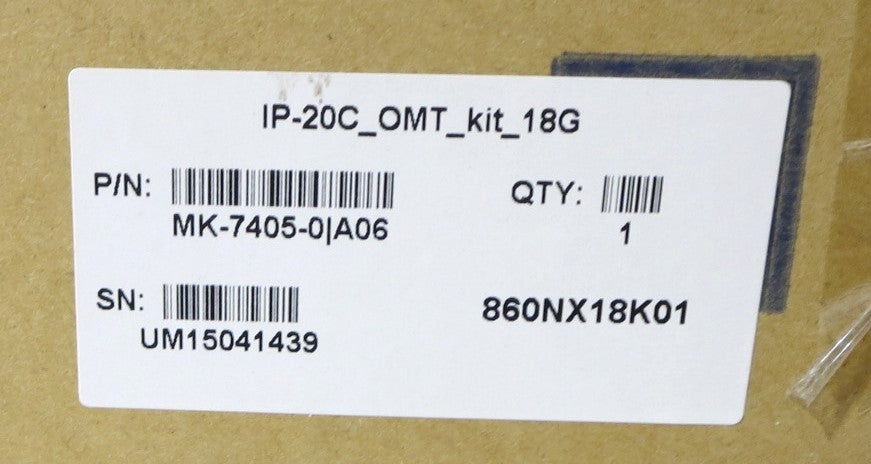 IP-20C_OMT_kit_18G
P/N:
MK-7405-0|A06
QTY:
1
SN:
UM15041439
860NX18K01